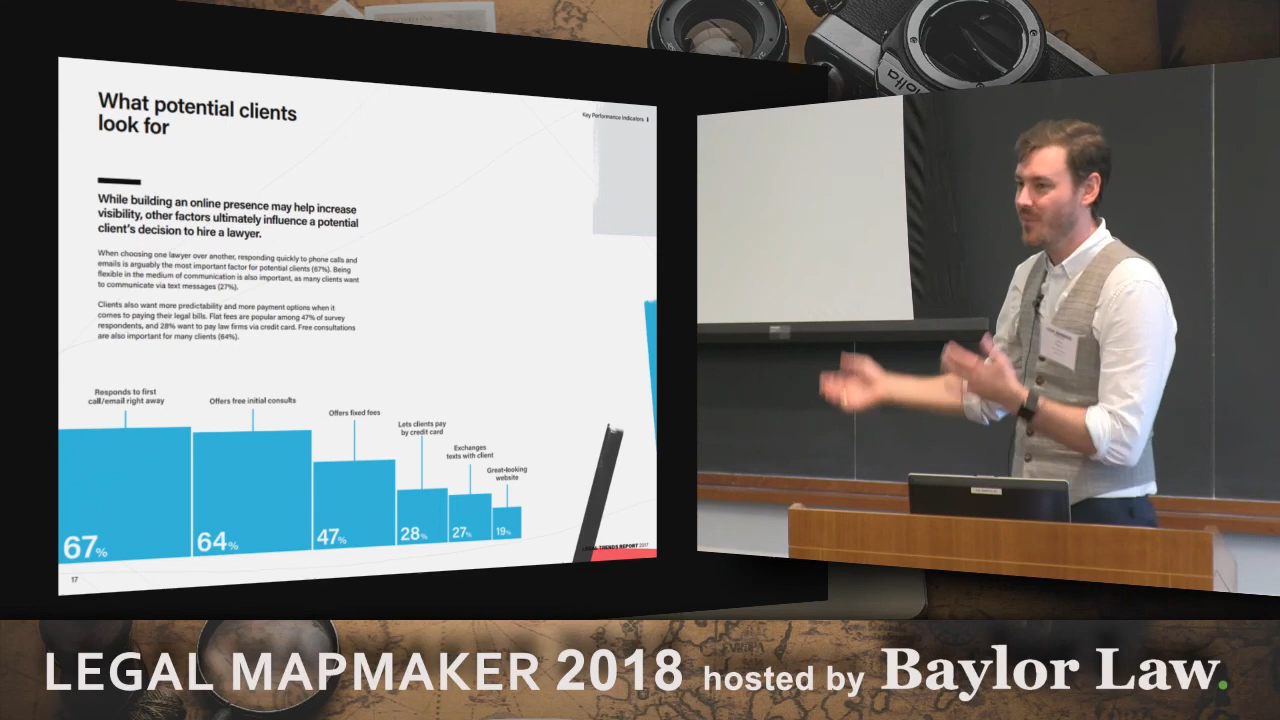 What potential clients
look for
Key Performance Indicators
While building an online presence may help increase
visibility, other factors ultimately influence a potential
client's decision to hire a lawyer.
When choosing one lawyer over another, responding quickly to phone calls and
emails is arguably the most important factor for potential clients (67%). Being
flexible in the medium of communication is also important, as many clients want
to communicate via text messages (27%).
Clients also want more predictability and more payment options when it
comes to paying their legal bills. Flat fees are popular among 47% of survey
respondents, and 28% want to pay law firms via credit card. Free consultations
are also important for many clients (64%).
Responds to first
call/email right away
67%
Offers free initial consults
64%
Offers fixed fees
47%
Lets clients pay
by credit card
28%
Exchanges
texts with client
27%
Great-looking
website
19%
LEGAL TRENDS REPORT 2017
17
LEGAL MAPMAKER 2018 hosted by Baylor Law.